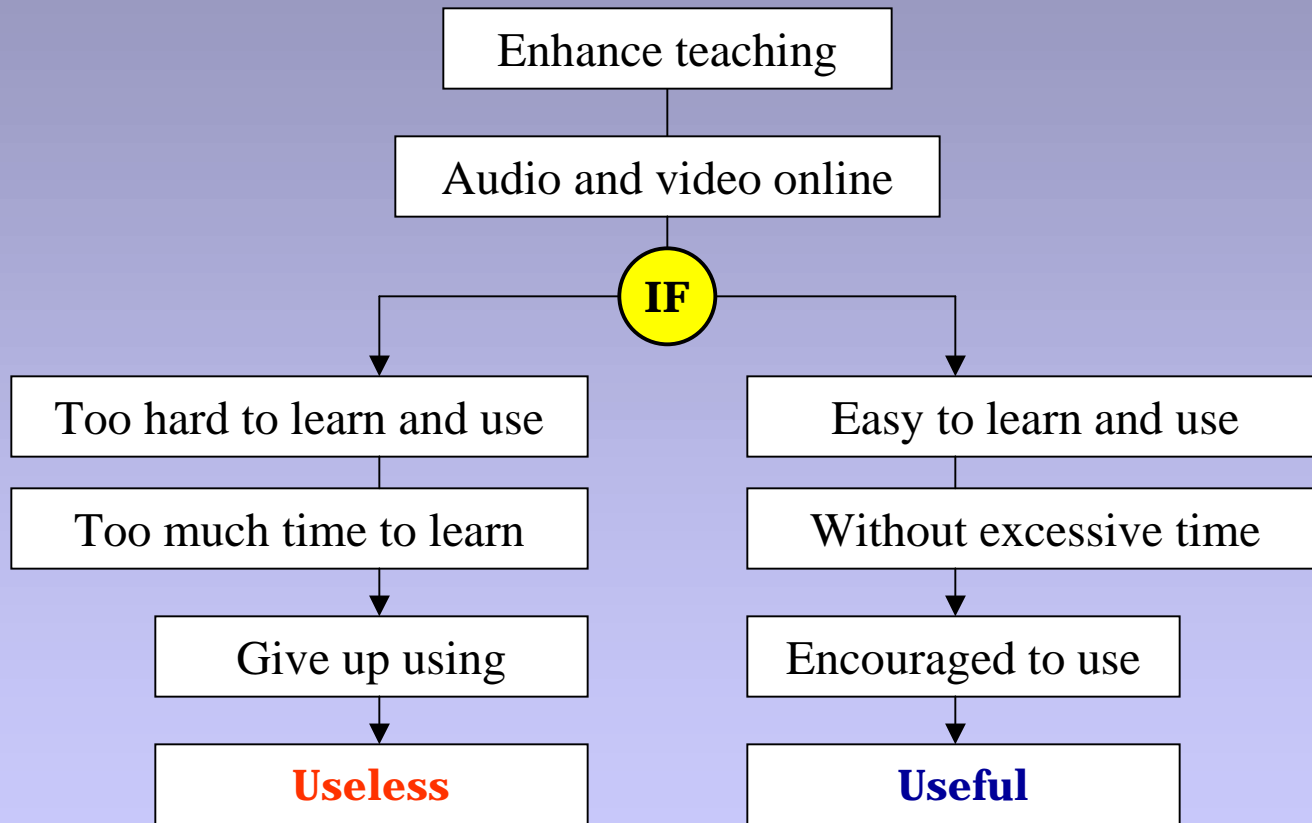 Enhance teaching
Audio and video online
IF
Too hard to learn and use
Too much time to learn
Give up using
Useless
Easy to learn and use
Without excessive time
Encouraged to use
Useful